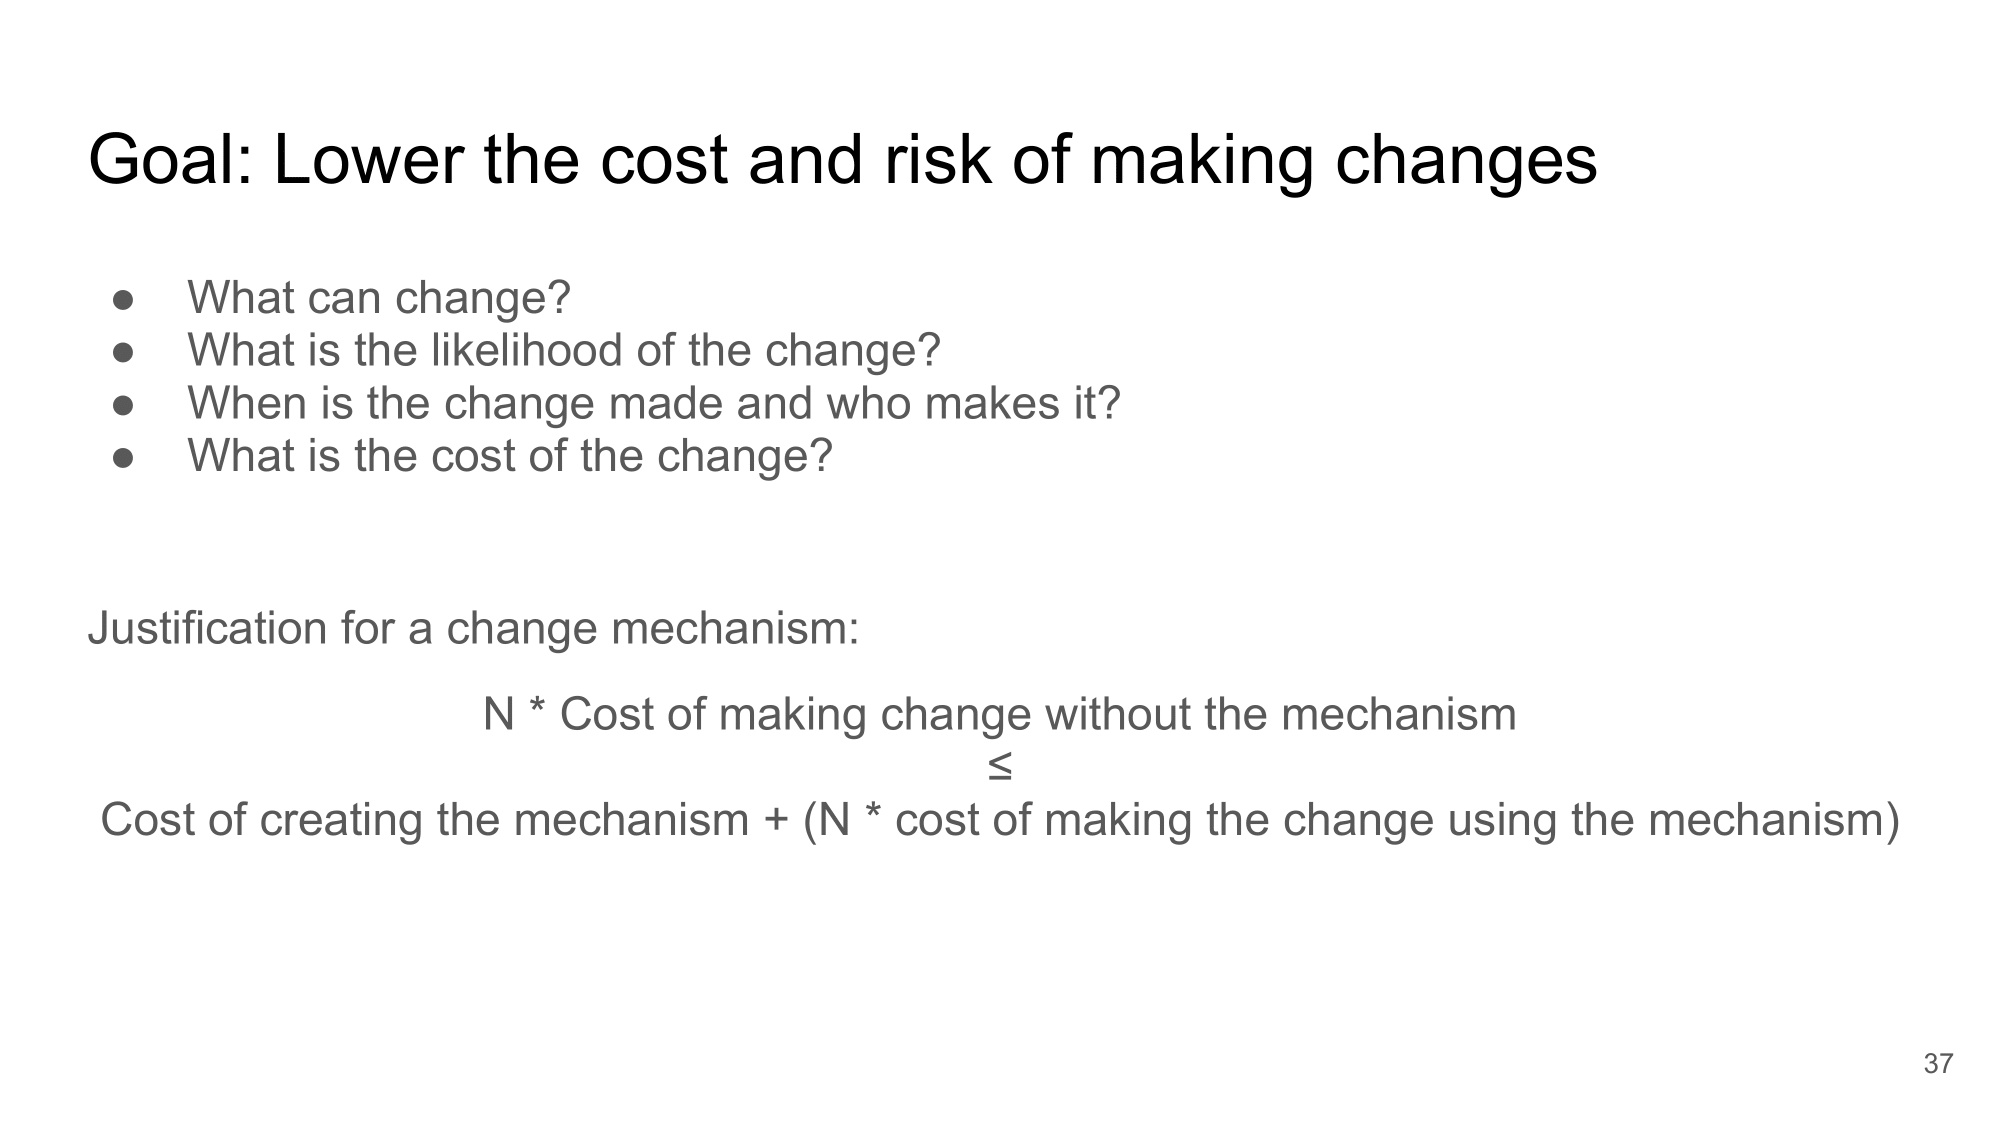 Goal: Lower the cost and risk of making changes
● What can change?
● What is the likelihood of the change?
● When is the change made and who makes it?
● What is the cost of the change?
Justification for a change mechanism:
N * Cost of making change without the mechanism
≤
Cost of creating the mechanism + (N * cost of making the change using the mechanism)
37